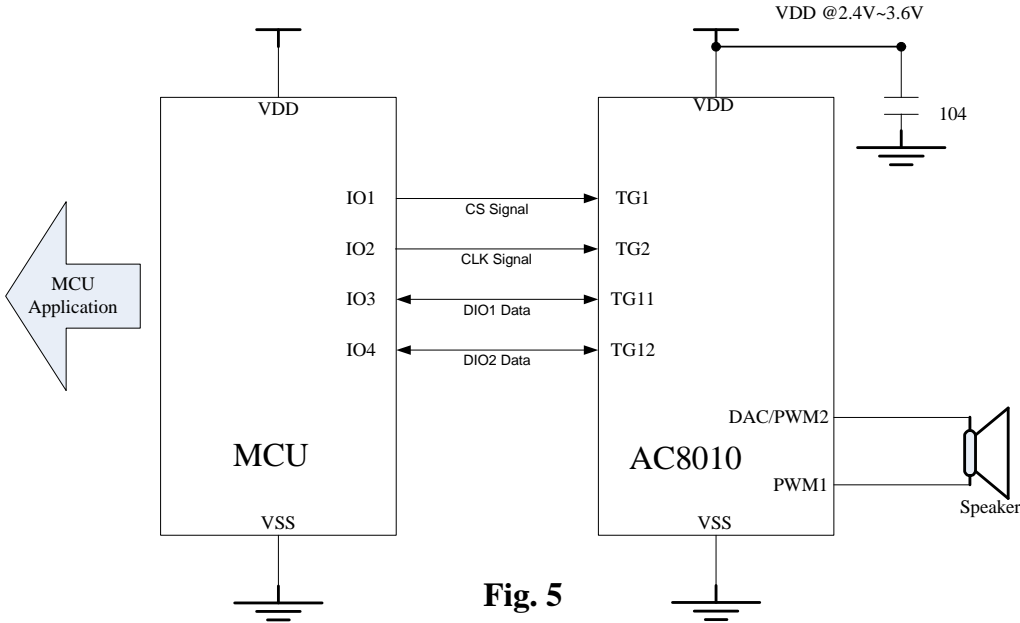 VDD @2.4V~3.6V
VDD
VDD
104
IO1
CS Signal
TG1
IO2
CLK Signal
TG2
MCU
Application
IO3
DIO1 Data
TG11
IO4
DIO2 Data
TG12
DAC/PWM2
MCU
AC8010
PWM1
Speaker
VSS
VSS
Fig. 5